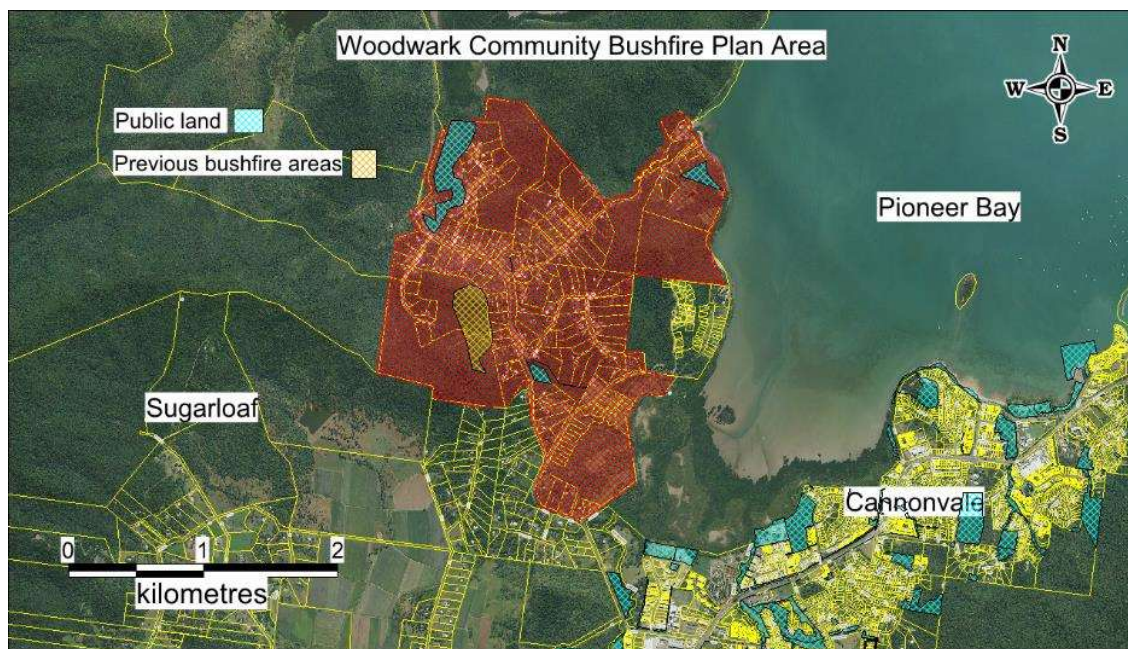 Woodwark Community Bushfire Plan Area
N
W
E
S
Public land
Previous bushfire areas
Pioneer Bay
Sugarloaf
Cannonvale
0
1
2
kilometres